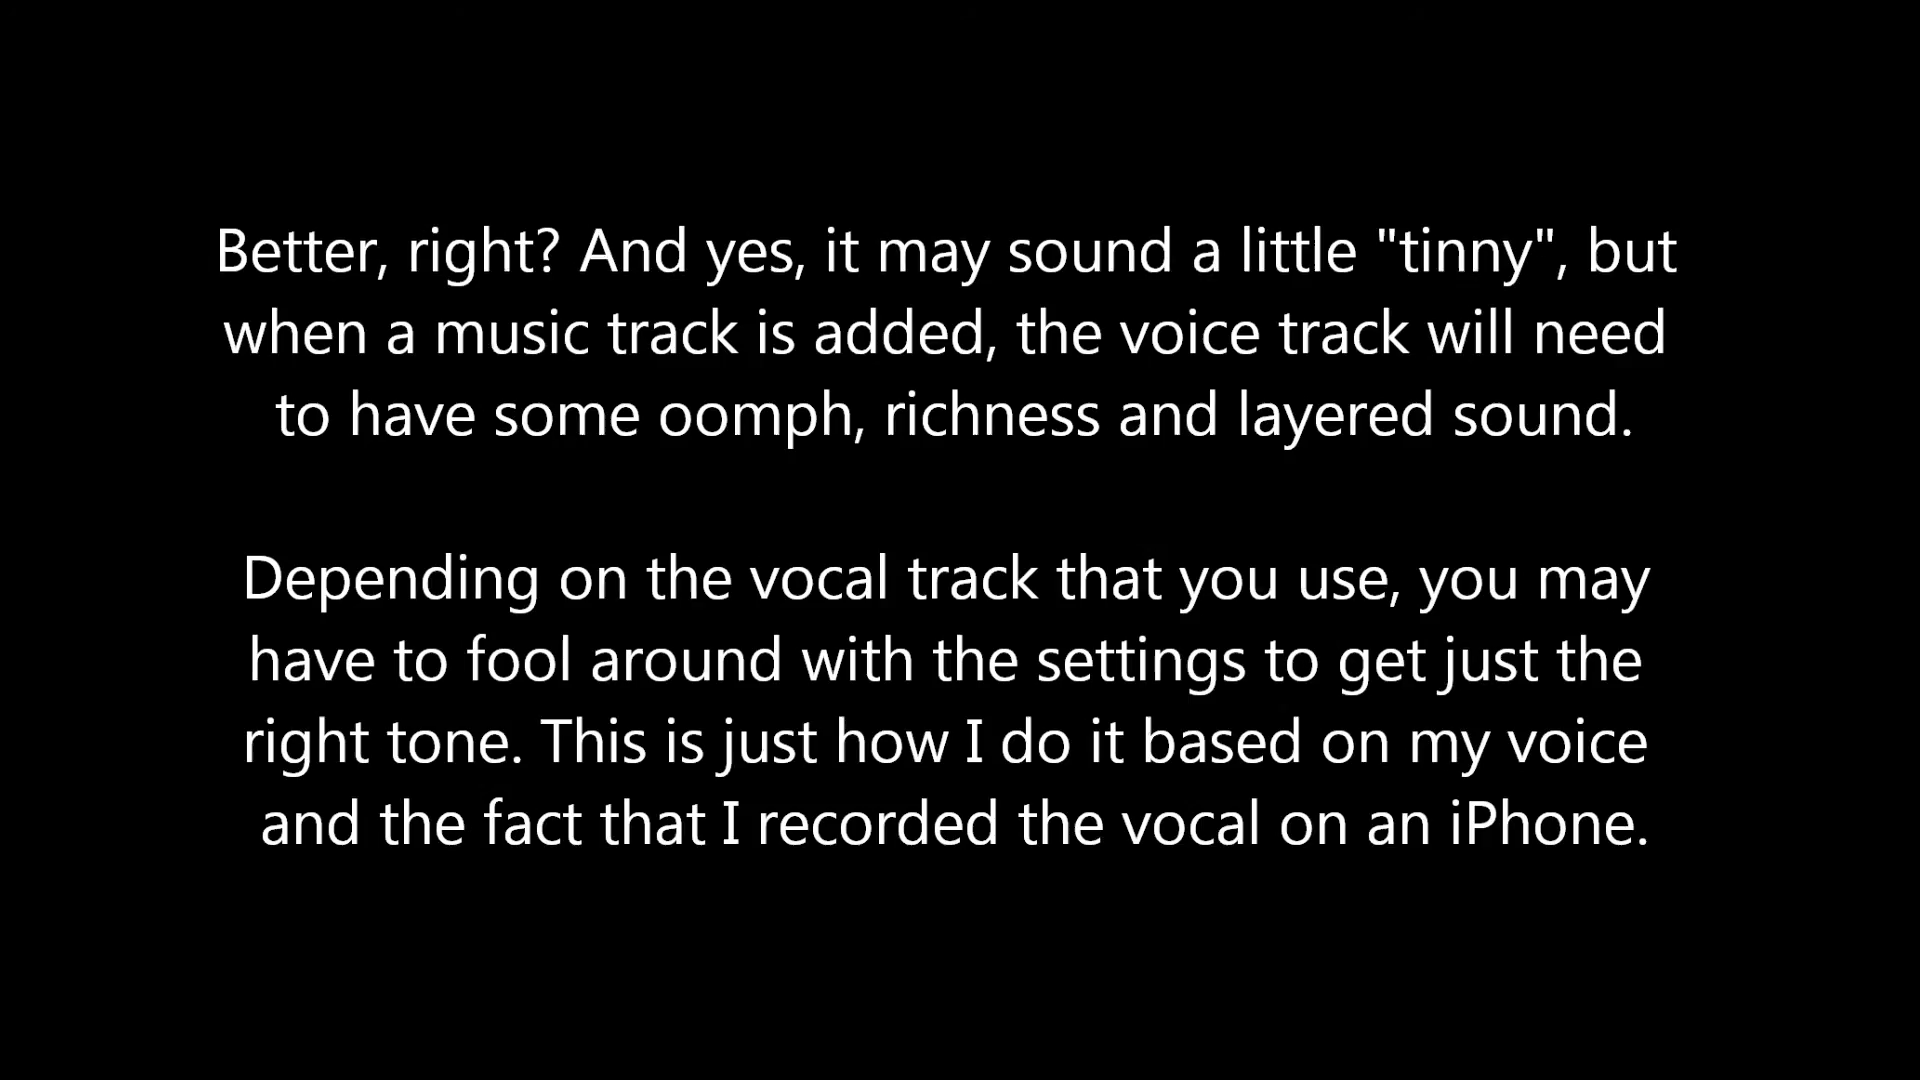 Better, right? And yes, it may sound a little "tinny", but
when a music track is added, the voice track will need
to have some oomph, richness and layered sound.
Depending on the vocal track that you use, you may
have to fool around with the settings to get just the
right tone. This is just how I do it based on my voice
and the fact that I recorded the vocal on an iPhone.